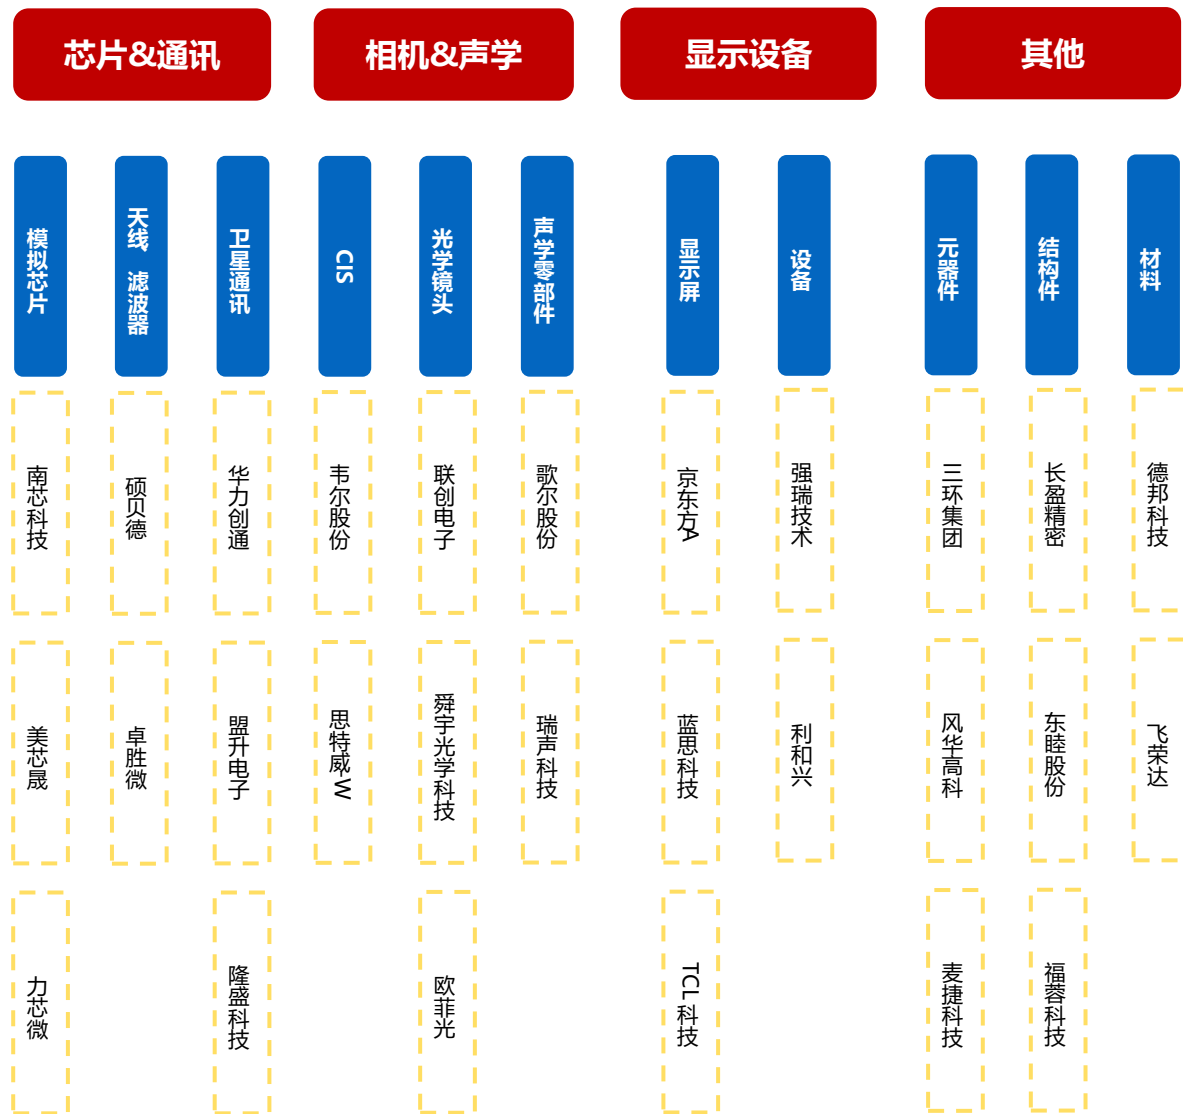 芯片&通讯
相机&声学
显示设备
其他
模拟芯片
天线 滤波器
卫星通讯
CIS
光学镜头
声学零部件
显示屏
设备
元器件
结构件
材料
南芯科技
硕贝德
华力创通
韦尔股份
联创电子
歌尔股份
京东方A
强瑞技术
三环集团
长盈精密
德邦科技
美芯晟
卓胜微
盟升电子
思特威-W
舜宇光学科技
瑞声科技
蓝思科技
利和兴
风华高科
东睦股份
飞荣达
力芯微
隆盛科技
欧菲光
TCL 科技
麦捷科技
福蓉科技